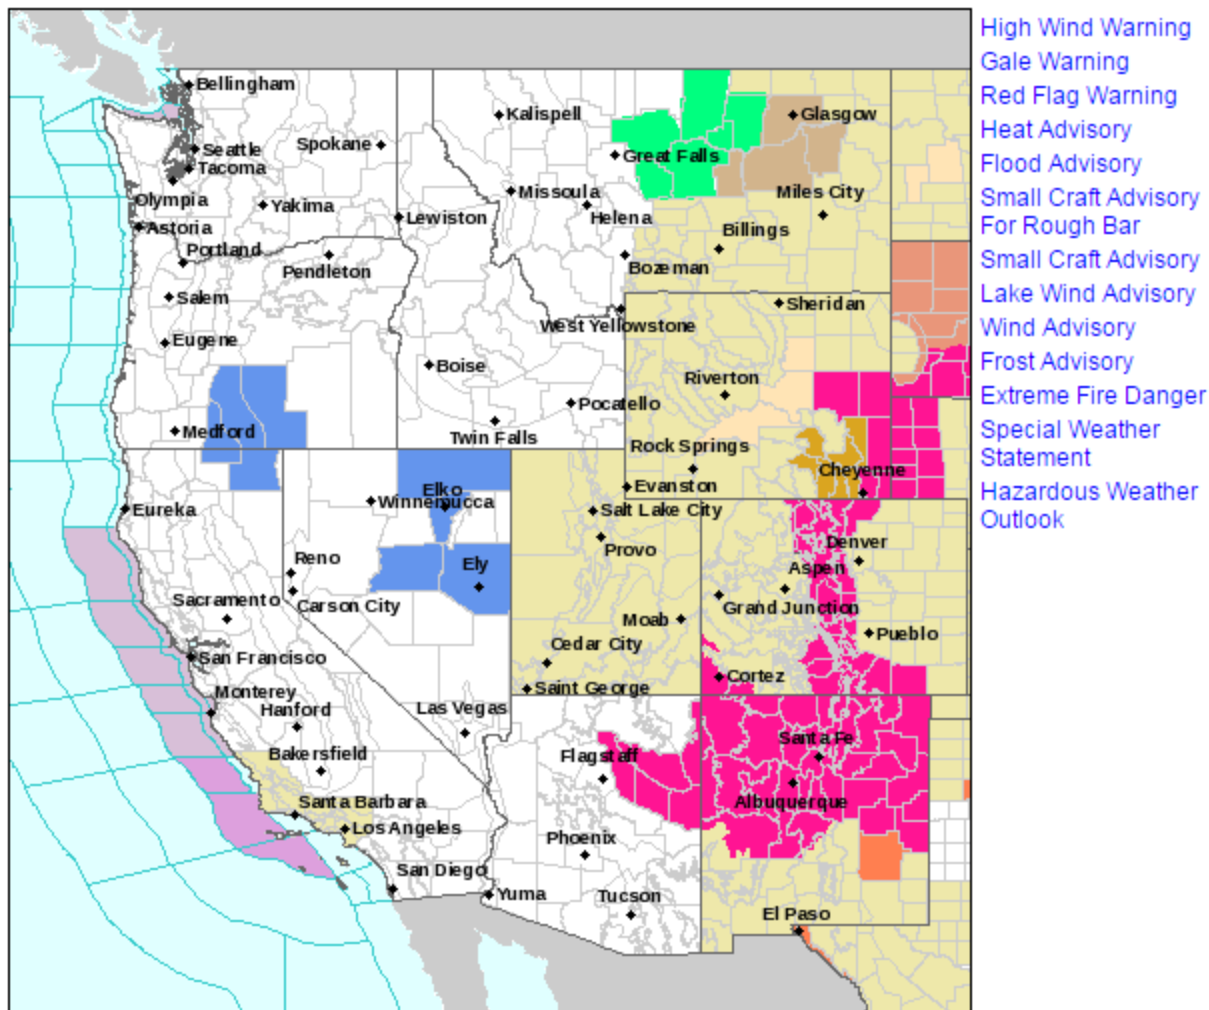 Bellingham
Kalispell
Glasgow
Spokane
Seattle
Great Falls
Tacoma
Missoula
Miles City
Olympia
Yakima
Helena
Lewiston
Astoria
Billings
Portland
Pendleton
Bozeman
Salem
Sheridan
West Yellowstone
Eugene
Boise
Riverton
Pocatello
Medford
Twin Falls
Rock Springs
Cheyenne
Elko
Evanston
Winnemucca
Eureka
Salt Lake City
Denver
Provo
Reno
Ely
Aspen
Sacramento
Carson City
Grand Junction
Moab
Pueblo
Cedar City
San Francisco
Cortez
Saint George
Monterey
Hanford
Las Vegas
Santa Fe
Bakersfield
Flagstaff
Santa Barbara
Albuquerque
Los Angeles
Phoenix
San Diego
Yuma
Tucson
El Paso
High Wind Warning
Gale Warning
Red Flag Warning
Heat Advisory
Flood Advisory
Small Craft Advisory
For Rough Bar
Small Craft Advisory
Lake Wind Advisory
Wind Advisory
Frost Advisory
Extreme Fire Danger
Special Weather
Statement
Hazardous Weather
Outlook